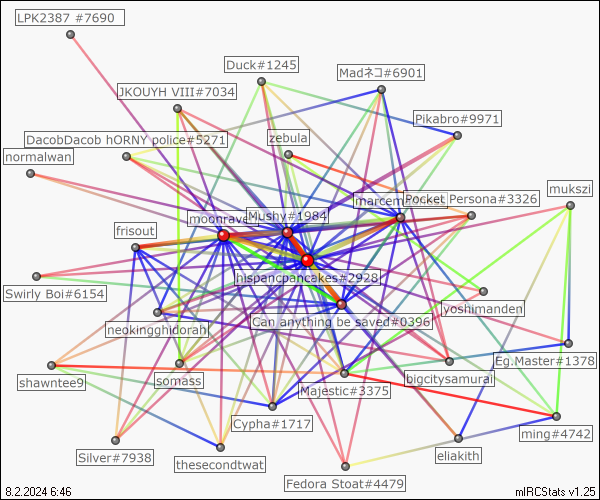 LPK2387 #7690
Duck#1245
Madネコ#6901
JKOUYH VIII#7034
Pikabro#9971
DacobDacob hORNY police#5271
zebula
normalwan
mukszi
Pocket Persona#3326
Mushy#1984
frisout
hispancpancakes#2928
Swirly Boi#6154
yoshimanden
Can anything be saved#0396
neokingghidorah
Eg.Master#1378
shawntee9
somass
bigcitysamurai
Majestic#3375
Cypha#1717
ming#4742
Silver#7938
thesecondtwat
eliakith
Fedora Stoat#4479
8.2.2024 6:46
mIRCStats v1.25